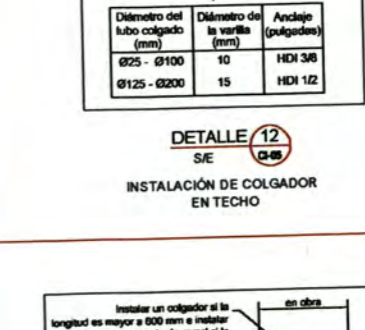 Diámetro del tubo colgado (mm) Diámetro de la varilla (mm) Anclaje (pulgadas)
Ø25 - Ø100 10 HDI 3/8
Ø125 - Ø200 15 HDI 1/2
DETALLE 12
S/E CI-05
INSTALACIÓN DE COLGADOR
EN TECHO
Instalar un colgador si la
longitud es mayor a 600 mm e instalar
en obra